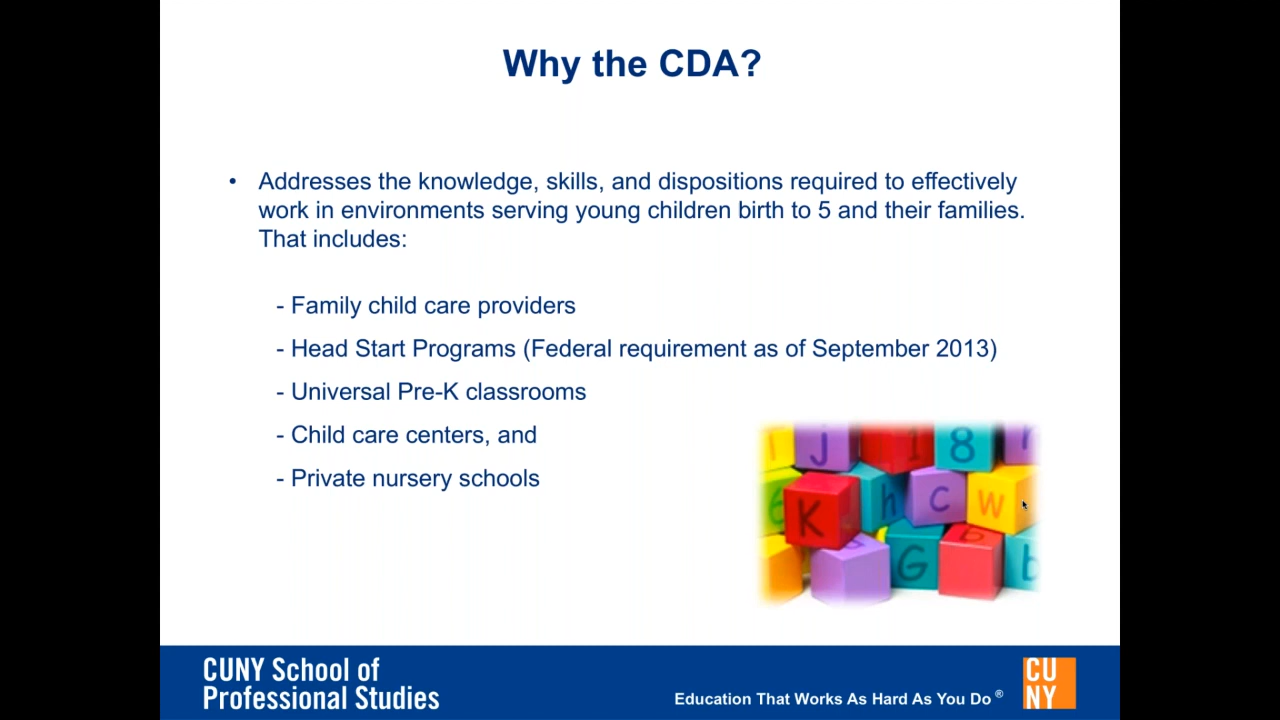 Why the CDA?
• Addresses the knowledge, skills, and dispositions required to effectively
work in environments serving young children birth to 5 and their families.
That includes:
- Family child care providers
- Head Start Programs (Federal requirement as of September 2013)
- Universal Pre-K classrooms
- Child care centers, and
- Private nursery schools
j 1 8
6 K h c w
G b b
CUNY School of
Professional Studies
Education That Works As Hard As You Do ®
CU
NY